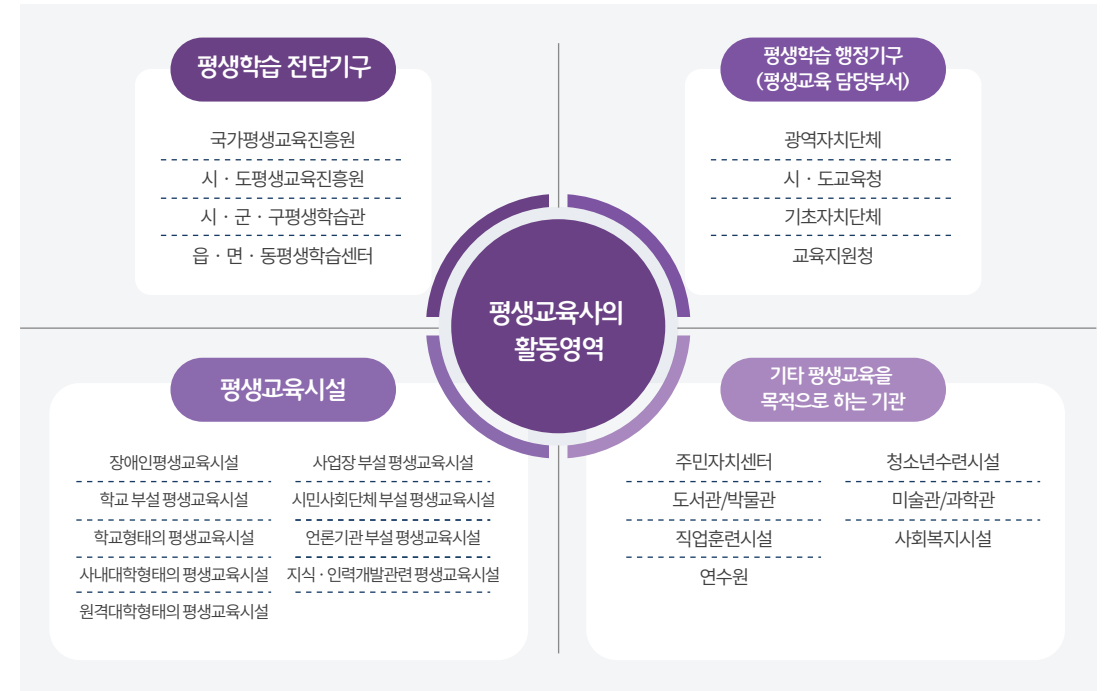 평생학습 전담기구
국가평생교육진흥원
시 · 도평생교육진흥원
시 · 군 · 구평생학습관
읍 · 면 · 동평생학습센터
평생학습 행정기구
(평생교육 담당부서)
광역자치단체
시 · 도교육청
기초자치단체
교육지원청
평생교육사의
활동영역
평생교육시설
장애인평생교육시설
학교 부설 평생교육시설
학교형태의 평생교육시설
사내대학형태의 평생교육시설
원격대학형태의 평생교육시설
사업장 부설 평생교육시설
시민사회단체 부설 평생교육시설
언론기관 부설 평생교육시설
지식 · 인력개발관련 평생교육시설
기타 평생교육을
목적으로 하는 기관
주민자치센터
도서관/박물관
직업훈련시설
연수원
청소년수련시설
미술관/과학관
사회복지시설